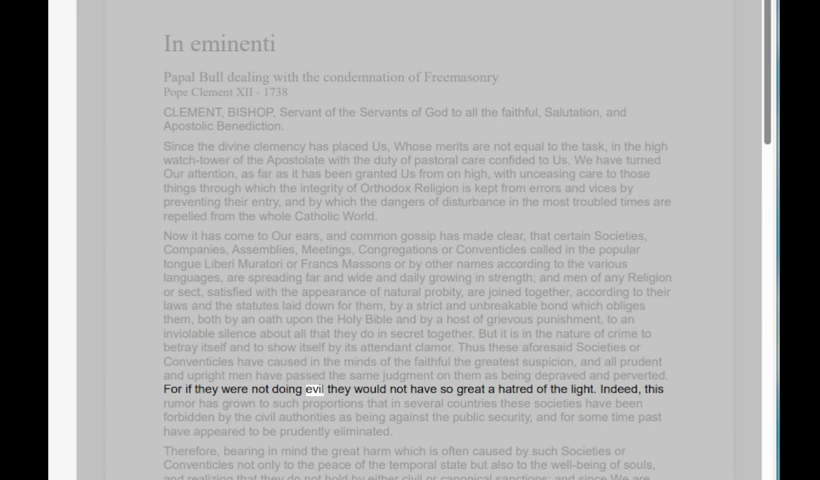 In eminenti
Papal Bull dealing with the condemnation of Freemasonry
Pope Clement XII - 1738
CLEMENT, BISHOP, Servant of the Servants of God to all the faithful, Salutation, and
Apostolic Benediction.
Since the divine clemency has placed Us, Whose merits are not equal to the task, in the high
watch-tower of the Apostolate with the duty of pastoral care confided to Us, We have turned
Our attention, as far as it has been granted Us from on high, with unceasing care to those
things through which the integrity of Orthodox Religion is kept from errors and vices by
preventing their entry, and by which the dangers of disturbance in the most troubled times are
repelled from the whole Catholic World.
Now it has come to Our ears, and common gossip has made clear, that certain Societies,
Companies, Assemblies, Meetings, Congregations or Conventicles called in the popular
tongue Liberi Muratori or Francs Massons or by other names according to the various
languages, are spreading far and wide and daily growing in strength; and men of any Religion
or sect, satisfied with the appearance of natural probity, are joined together, according to their
laws and the statutes laid down for them, by a strict and unbreakable bond which obliges
them, both by an oath upon the Holy Bible and by a host of grievous punishment, to an
inviolable silence about all that they do in secret together. But it is in the nature of crime to
betray itself and to show itself by its attendant clamor. Thus these aforesaid Societies or
Conventicles have caused in the minds of the faithful the greatest suspicion, and all prudent
and upright men have passed the same judgment on them as being depraved and perverted.
For if they were not doing evil they would not have so great a hatred of the light. Indeed, this
rumor has grown to such proportions that in several countries these societies have been
forbidden by the civil authorities as being against the public security, and for some time past
have appeared to be prudently eliminated.
Therefore, bearing in mind the great harm which is often caused by such Societies or
Conventicles not only to the peace of the temporal state but also to the well-being of souls,
and realizing that they do not hold by either civil or canonical sanctions; and since We are